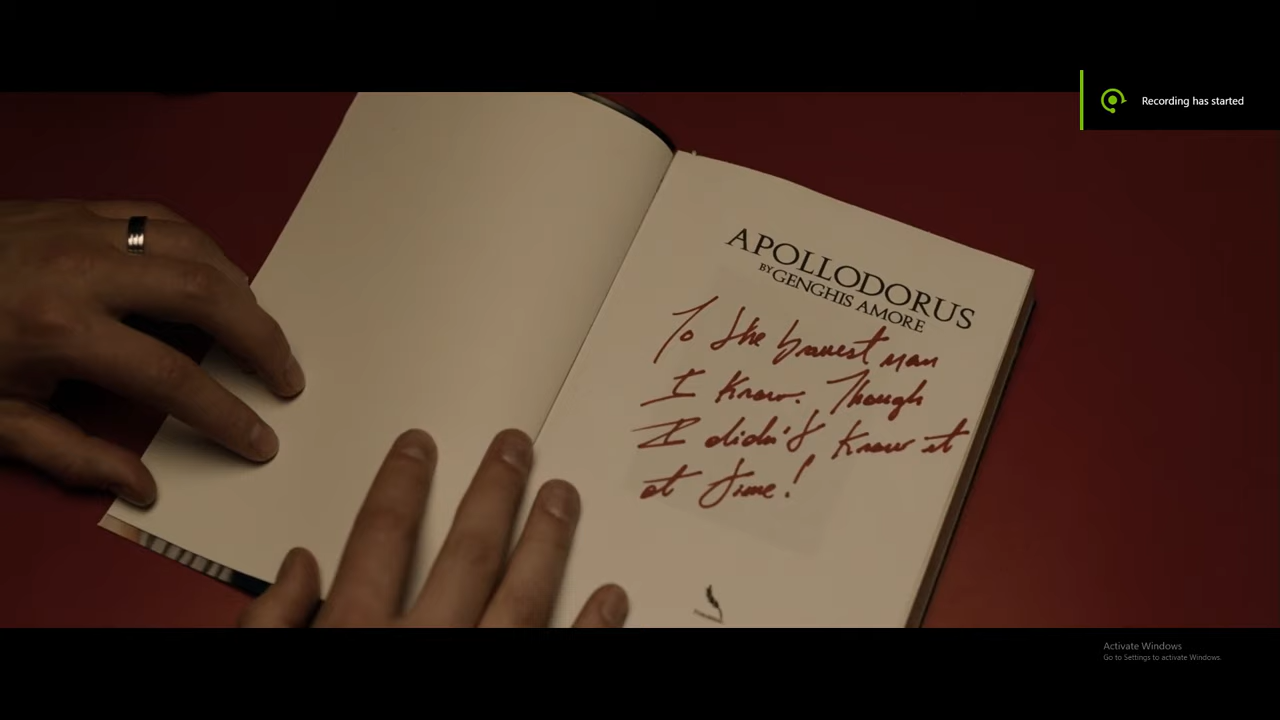 Recording has started
APOLLODORUS
BY GENGHIS AMORE
To the bravest man
I know. Though
I didn't know it
at time!
Activate Windows
Go to Settings to activate Windows.